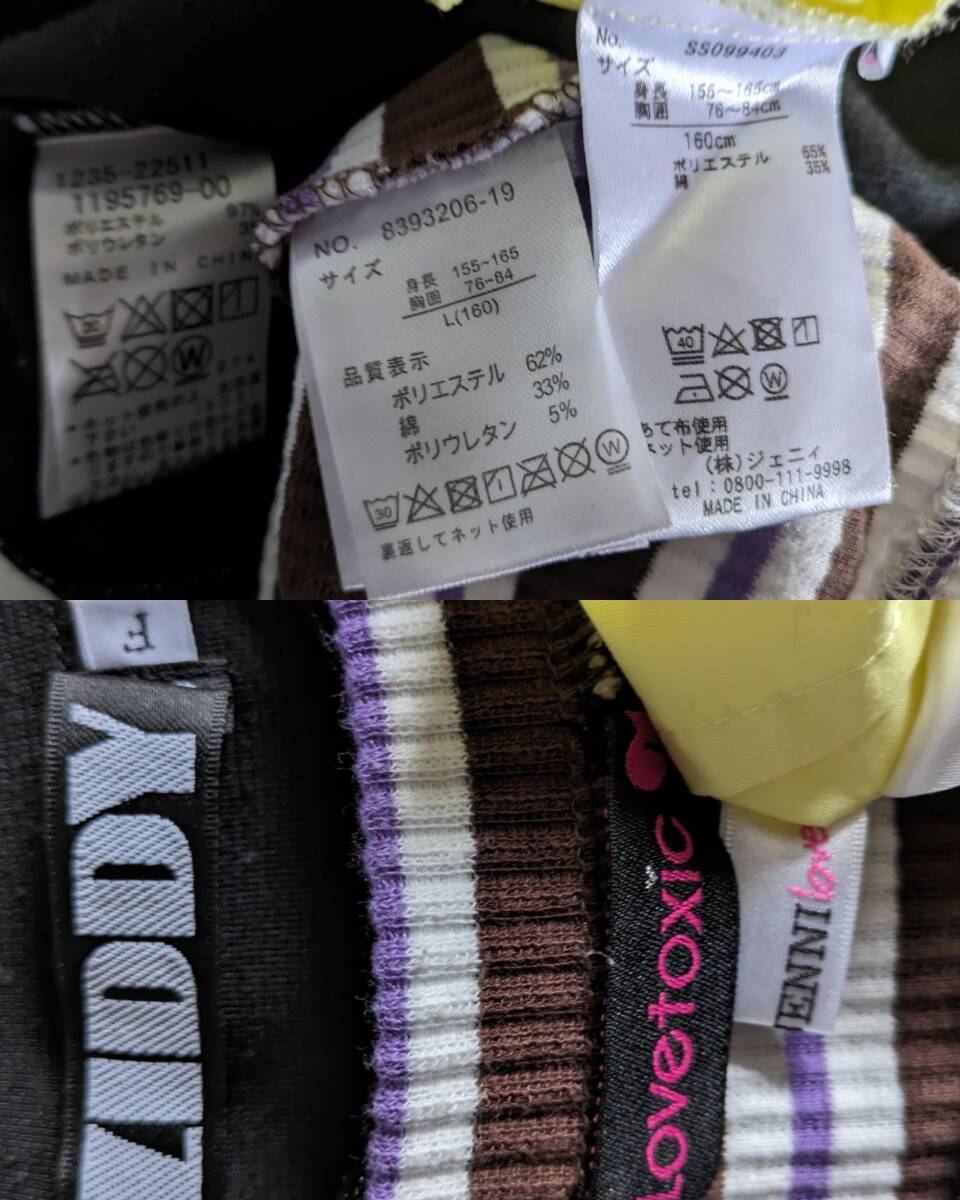 1235-22511
1195769-00
ポリエステル 97%
ポリウレタン
MADE IN CHINA
30
W
NO. 8393206-19
サイズ
身長 155~165
胸囲 76~84
L(160)
品質表示
ポリエステル 62%
綿 33%
ポリウレタン 5%
30
W
裏返してネット使用
No. SS099403
サイズ
身長 155~165cm
胸囲 76~84cm
160cm
ポリエステル 65%
綿 35%
40
W
あて布使用
ネット使用
(株)ジェニィ
tel:0800-111-9998
MADE IN CHINA
F
ZIDDY
Lovetoxic
ENNI love